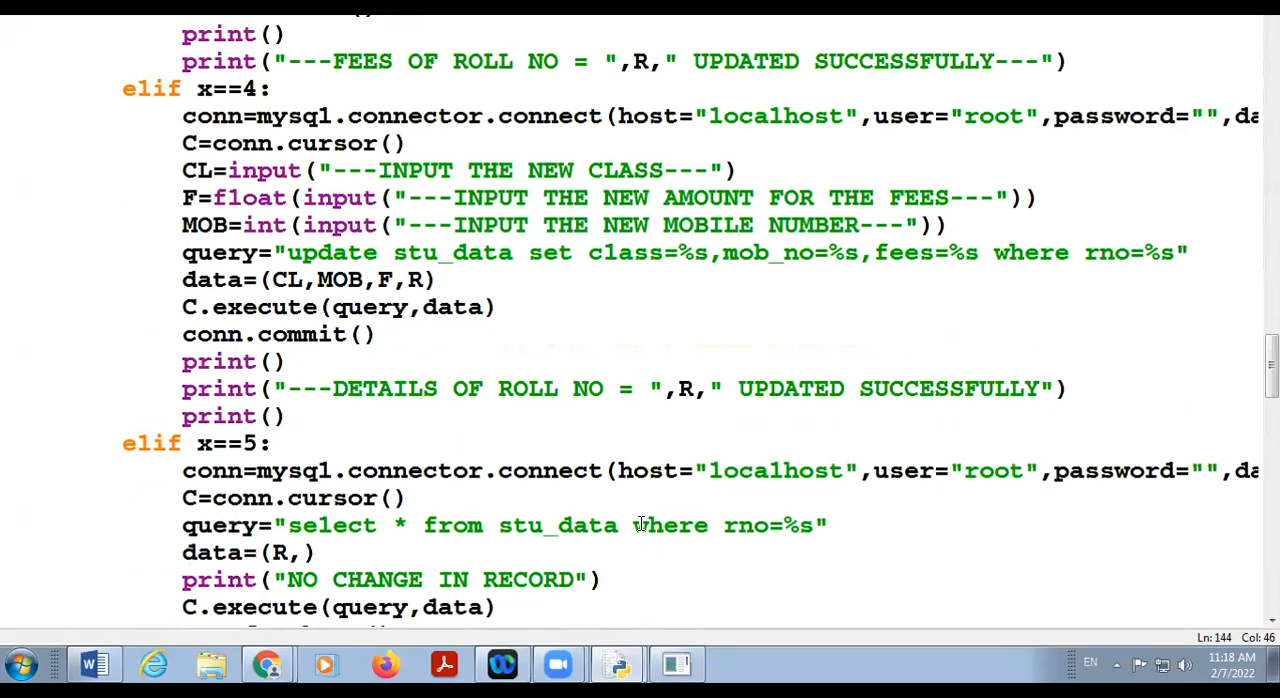 print()
print("---FEES OF ROLL NO = ",R," UPDATED SUCCESSFULLY---")
elif x==4:
conn=mysql.connector.connect(host="localhost",user="root",password="",da
C=conn.cursor()
CL=input("---INPUT THE NEW CLASS---")
F=float(input("---INPUT THE NEW AMOUNT FOR THE FEES---"))
MOB=int(input("---INPUT THE NEW MOBILE NUMBER---"))
query="update stu_data set class=%s,mob_no=%s,fees=%s where rno=%s"
data=(CL,MOB,F,R)
C.execute(query,data)
conn.commit()
print()
print("---DETAILS OF ROLL NO = ",R," UPDATED SUCCESSFULLY")
print()
elif x==5:
conn=mysql.connector.connect(host="localhost",user="root",password="",da
C=conn.cursor()
query="select * from stu_data where rno=%s"
data=(R,)
print("NO CHANGE IN RECORD")
C.execute(query,data)
Ln: 144 Col: 46
EN
11:18 AM
2/7/2022